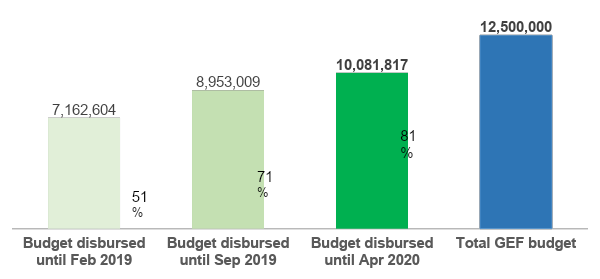 12,500,000
10,081,817
8,953,009
7,162,604
81
%
71
%
51
%
Budget disbursed
until Feb 2019
Budget disbursed
until Sep 2019
Budget disbursed
until Apr 2020
Total GEF budget